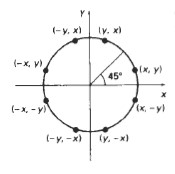 Y
(-y, x) (y, x)
(-x, y) 45° (x, y)
x
(-x, -y) (x, -y)
(-y, -x) (y, -x)